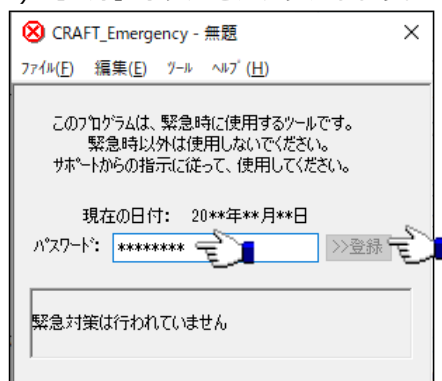 CRAFT_Emergency - 無題
ﾌｧｲﾙ(F) 編集(E) ﾂｰﾙ ﾍﾙﾌﾟ(H)
このﾌﾟﾛｸﾞﾗﾑは、緊急時に使用するﾂｰﾙです。
緊急時以外は使用しないでください。
ｻﾎﾟｰﾄからの指示に従って、使用してください。
現在の日付: 20**年**月**日
ﾊﾟｽﾜｰﾄﾞ: ******** >>登録
緊急対策は行われていません